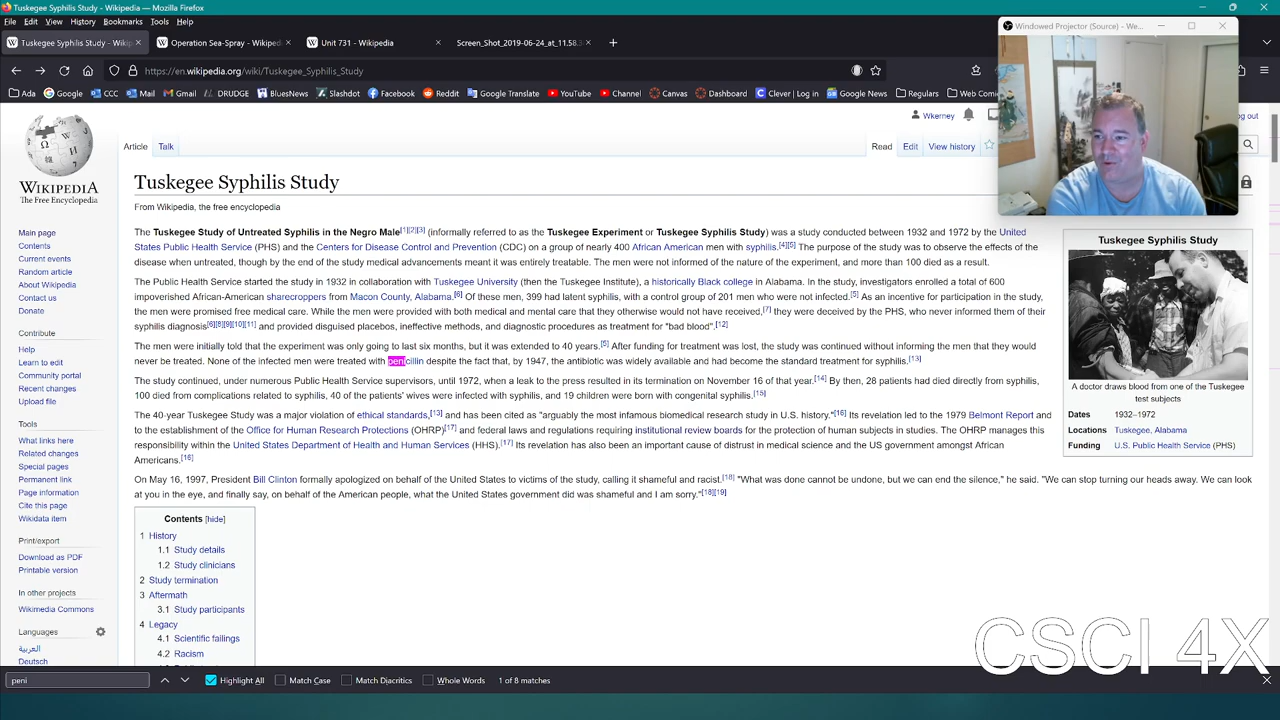 Tuskegee Syphilis Study - Wikipedia — Mozilla Firefox
File Edit View History Bookmarks Tools Help
Tuskegee Syphilis Study - Wikip
Operation Sea-Spray - Wikiped
en.wikipedia.org/wiki/Tuskegee_Syphilis_Study
Windowed Projector (Source) - We...
Ada Google CCC Mail Gmail DRUDGE BluesNews Slashdot Facebook Reddit Google Translate YouTube Channel Canvas Dashboard Clever | Log in Google News Regulars Web Com
Wkerney
og out
Article Talk
Read Edit View history
WIKIPEDIA
The Free Encyclopedia
Main page
Contents
Current events
Random article
About Wikipedia
Contact us
Donate
Contribute
Help
Learn to edit
Community portal
Recent changes
Upload file
Tools
What links here
Related changes
Special pages
Permanent link
Page information
Cite this page
Wikidata item
Print/export
Download as PDF
Printable version
In other projects
Wikimedia Commons
Languages
العربية
Deutsch
Tuskegee Syphilis Study
From Wikipedia, the free encyclopedia
The Tuskegee Study of Untreated Syphilis in the Negro Male[1][2][3] (informally referred to as the Tuskegee Experiment or Tuskegee Syphilis Study) was a study conducted between 1932 and 1972 by the United
States Public Health Service (PHS) and the Centers for Disease Control and Prevention (CDC) on a group of nearly 400 African American men with syphilis.[4][5] The purpose of the study was to observe the effects of the
disease when untreated, though by the end of the study medical advancements meant it was entirely treatable. The men were not informed of the nature of the experiment, and more than 100 died as a result.
The Public Health Service started the study in 1932 in collaboration with Tuskegee University (then the Tuskegee Institute), a historically Black college in Alabama. In the study, investigators enrolled a total of 600
impoverished African-American sharecroppers from Macon County, Alabama.[6] Of these men, 399 had latent syphilis, with a control group of 201 men who were not infected.[5] As an incentive for participation in the study,
the men were promised free medical care. While the men were provided with both medical and mental care that they otherwise would not have received,[7] they were deceived by the PHS, who never informed them of their
syphilis diagnosis[6][8][9][10][11] and provided disguised placebos, ineffective methods, and diagnostic procedures as treatment for "bad blood".[12]
The men were initially told that the experiment was only going to last six months, but it was extended to 40 years.[5] After funding for treatment was lost, the study was continued without informing the men that they would
never be treated. None of the infected men were treated with penicillin despite the fact that, by 1947, the antibiotic was widely available and had become the standard treatment for syphilis.[13]
The study continued, under numerous Public Health Service supervisors, until 1972, when a leak to the press resulted in its termination on November 16 of that year.[14] By then, 28 patients had died directly from syphilis,
100 died from complications related to syphilis, 40 of the patients' wives were infected with syphilis, and 19 children were born with congenital syphilis.[15]
The 40-year Tuskegee Study was a major violation of ethical standards,[13] and has been cited as "arguably the most infamous biomedical research study in U.S. history."[16] Its revelation led to the 1979 Belmont Report and
to the establishment of the Office for Human Research Protections (OHRP)[17] and federal laws and regulations requiring institutional review boards for the protection of human subjects in studies. The OHRP manages this
responsibility within the United States Department of Health and Human Services (HHS).[17] Its revelation has also been an important cause of distrust in medical science and the US government amongst African
Americans.[16]
On May 16, 1997, President Bill Clinton formally apologized on behalf of the United States to victims of the study, calling it shameful and racist.[18] "What was done cannot be undone, but we can end the silence," he said. "We can stop turning our heads away. We can look
at you in the eye, and finally say, on behalf of the American people, what the United States government did was shameful and I am sorry."[18][19]
Contents [hide]
1 History
1.1 Study details
1.2 Study clinicians
2 Study termination
3 Aftermath
3.1 Study participants
4 Legacy
4.1 Scientific failings
4.2 Racism
Tuskegee Syphilis Study
A doctor draws blood from one of the Tuskegee
test subjects
Dates 1932–1972
Locations Tuskegee, Alabama
Funding U.S. Public Health Service (PHS)
CSCI 4X
peni
Highlight All Match Case Match Diacritics Whole Words 1 of 8 matches